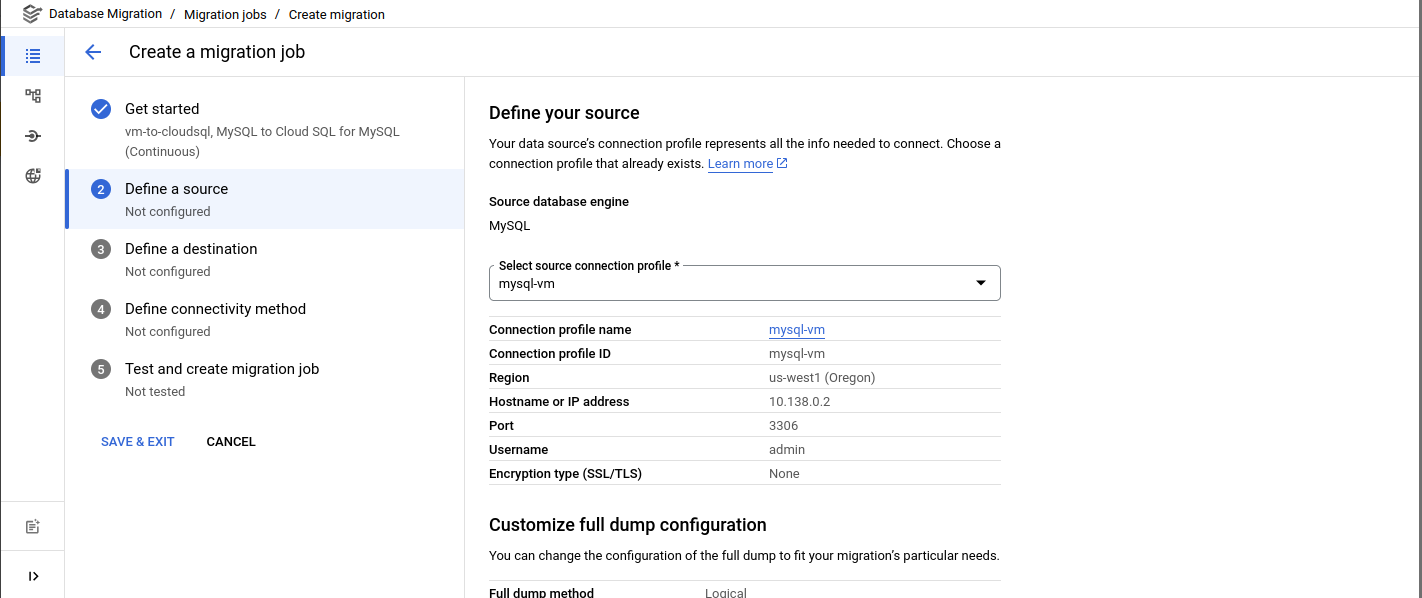 Database Migration / Migration jobs / Create migration
Create a migration job
Get started
vm-to-cloudsql, MySQL to Cloud SQL for MySQL
(Continuous)
2 Define a source
Not configured
3 Define a destination
Not configured
4 Define connectivity method
Not configured
5 Test and create migration job
Not tested
SAVE & EXIT CANCEL
Define your source
Your data source's connection profile represents all the info needed to connect. Choose a
connection profile that already exists. Learn more
Source database engine
MySQL
Select source connection profile *
mysql-vm
Connection profile name mysql-vm
Connection profile ID mysql-vm
Region us-west1 (Oregon)
Hostname or IP address 10.138.0.2
Port 3306
Username admin
Encryption type (SSL/TLS) None
Customize full dump configuration
You can change the configuration of the full dump to fit your migration's particular needs.
Full dump method Logical